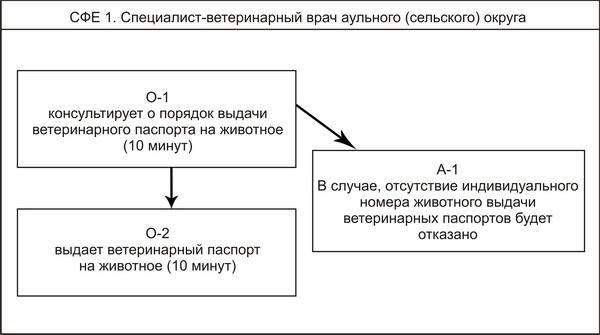 СФЕ 1. Специалист-ветеринарный врач аульного (сельского) округа
О-1
консультирует о порядок выдачи
ветеринарного паспорта на животное
(10 минут)
А-1
В случае, отсутствие индивидуального
номера животного выдачи
ветеринарных паспортов будет
отказано
О-2
выдает ветеринарный паспорт
на животное (10 минут)